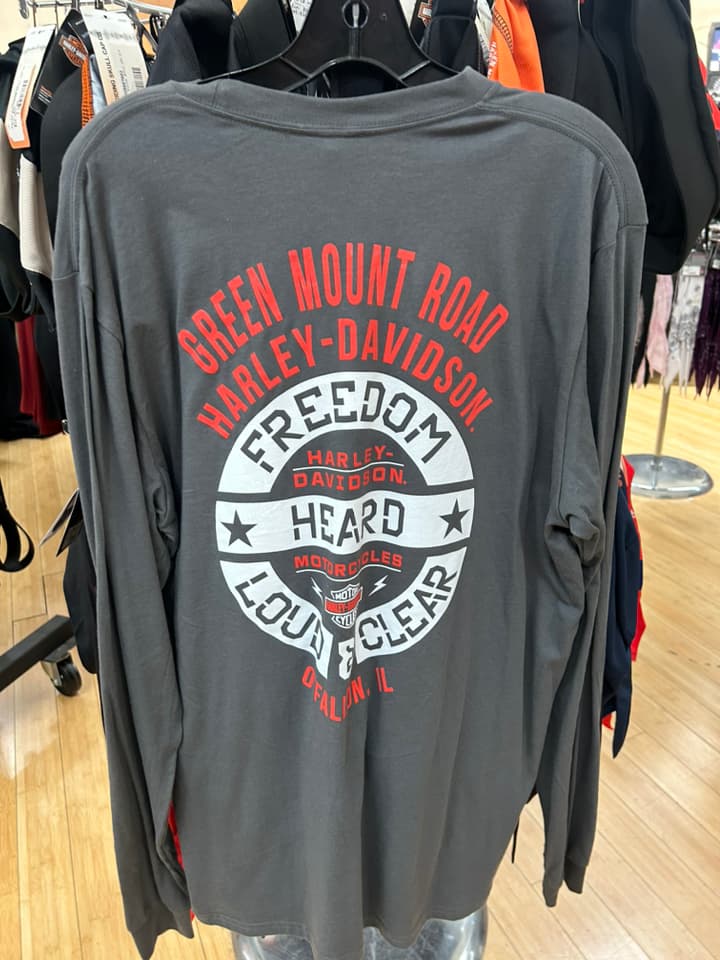 GREEN MOUNT ROAD
HARLEY-DAVIDSON.
FREEDOM
HARLEY-
DAVIDSON.
HEARD
MOTORCYCLES
MOTOR
HARLEY-DAVIDSON
CYCLES
LOUD & CLEAR
O'FALLON, IL